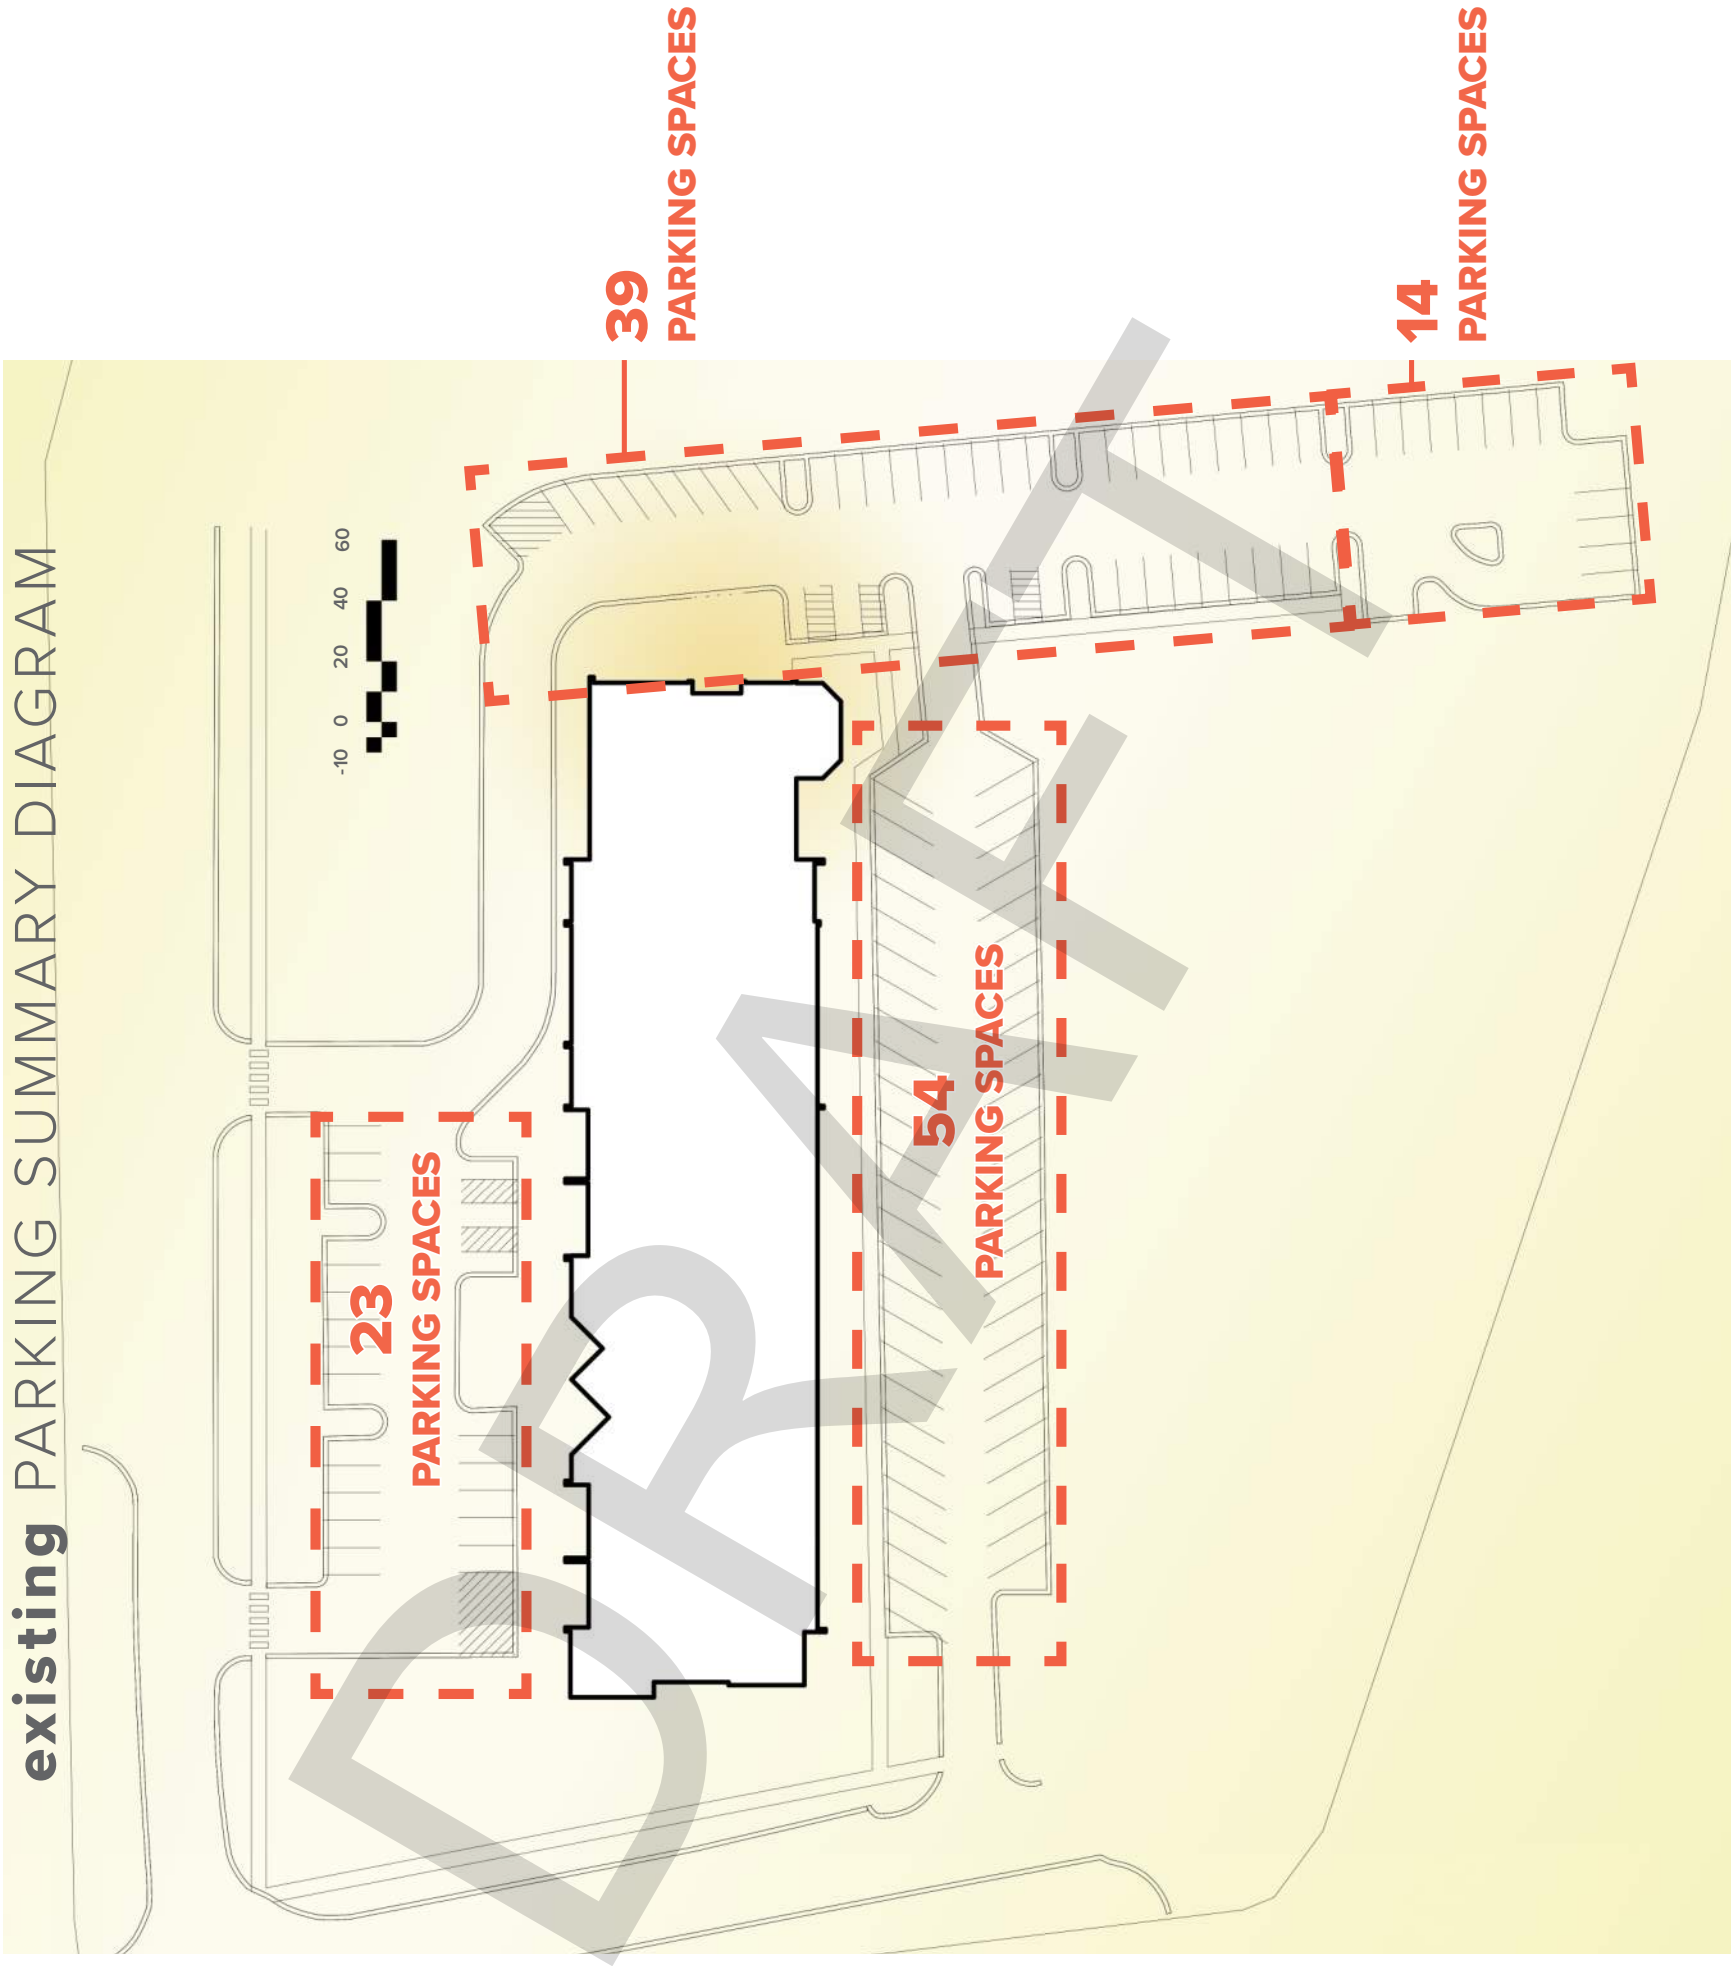 existing PARKING SUMMARY DIAGRAM
-10 0 20 40 60
39
PARKING SPACES
14
PARKING SPACES
23
PARKING SPACES
54
PARKING SPACES
DRAFT